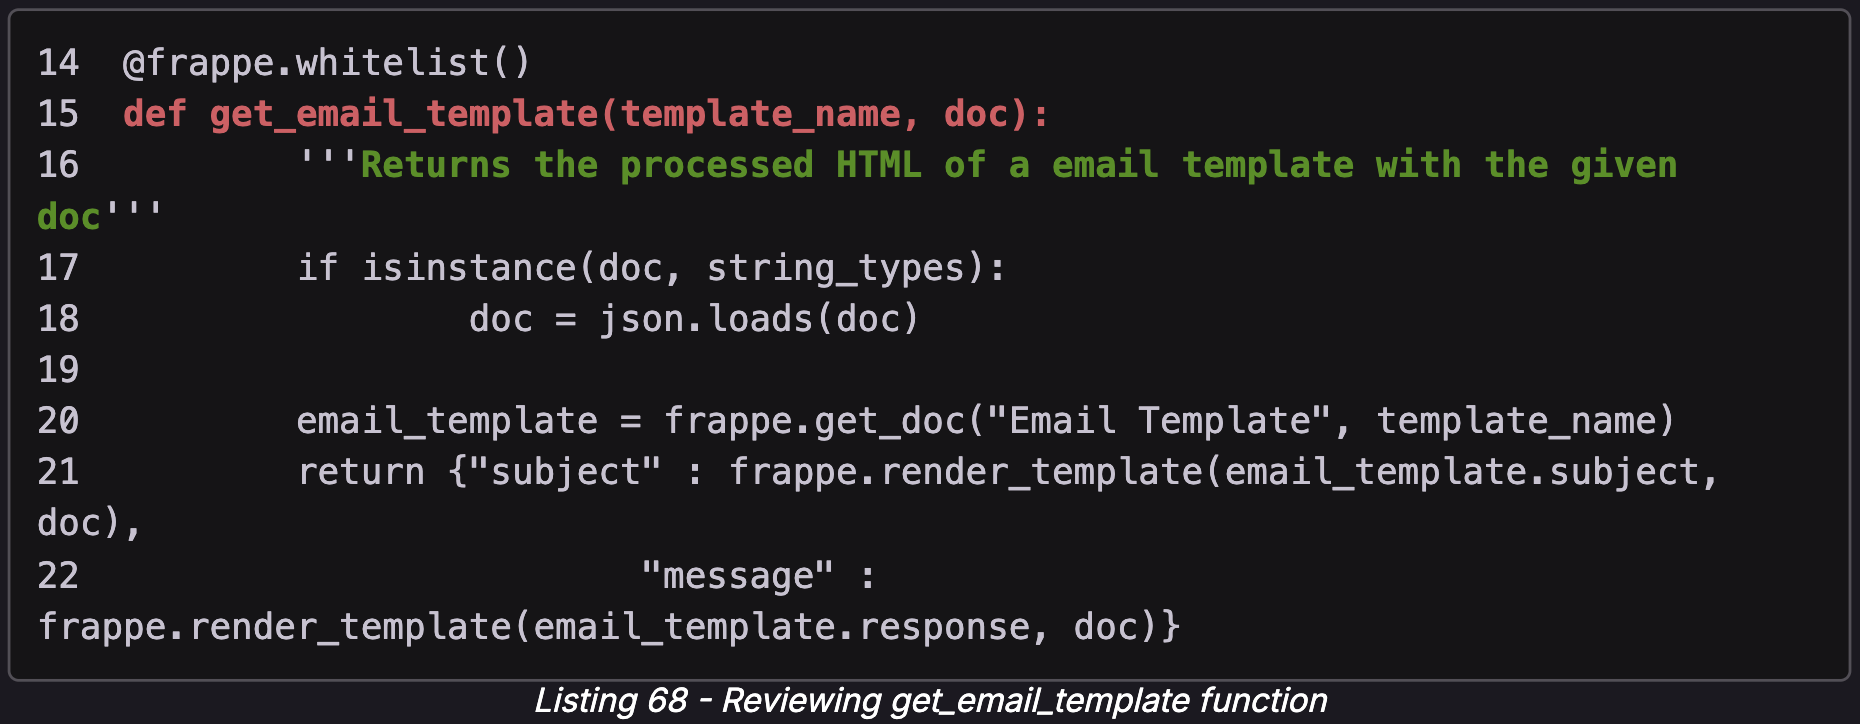 14  @frappe.whitelist()
15  def get_email_template(template_name, doc):
16          '''Returns the processed HTML of a email template with the given
doc'''
17          if isinstance(doc, string_types):
18                  doc = json.loads(doc)
19
20          email_template = frappe.get_doc("Email Template", template_name)
21          return {"subject" : frappe.render_template(email_template.subject,
doc),
22                          "message" :
frappe.render_template(email_template.response, doc)}
Listing 68 - Reviewing get_email_template function